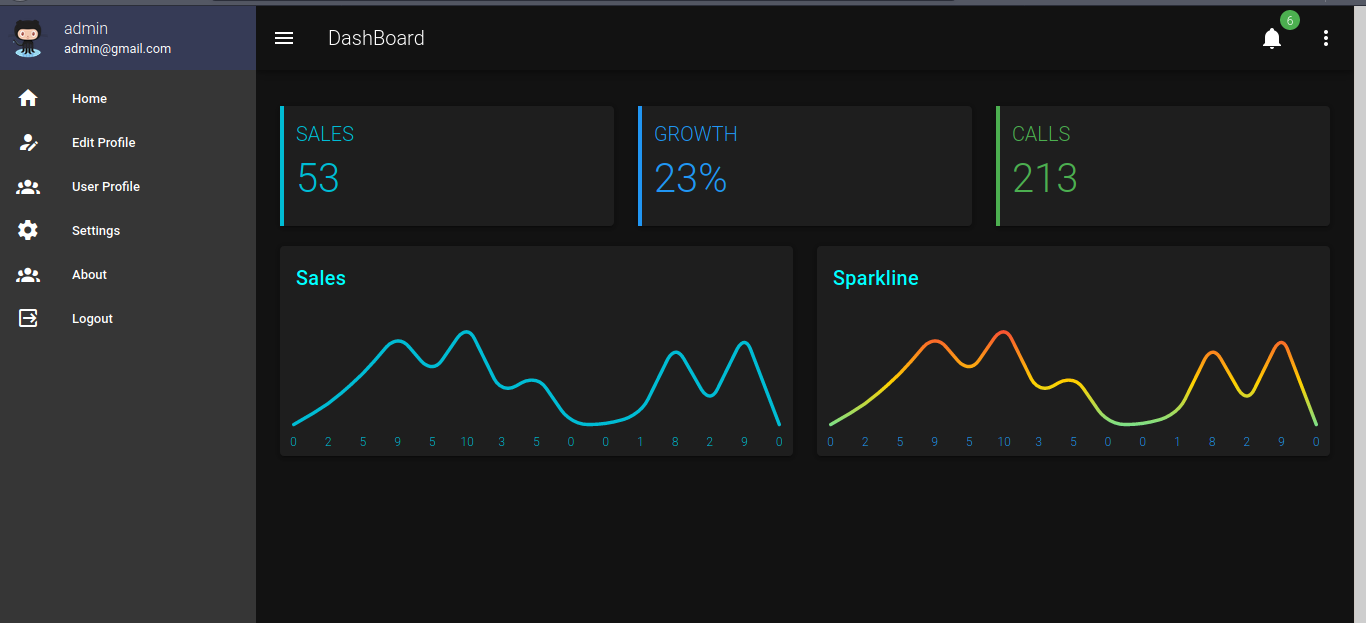 admin
admin@gmail.com
Home
Edit Profile
User Profile
Settings
About
Logout
DashBoard
6
SALES
53
GROWTH
23%
CALLS
213
Sales
0 2 5 9 5 10 3 5 0 0 1 8 2 9 0
Sparkline
0 2 5 9 5 10 3 5 0 0 1 8 2 9 0